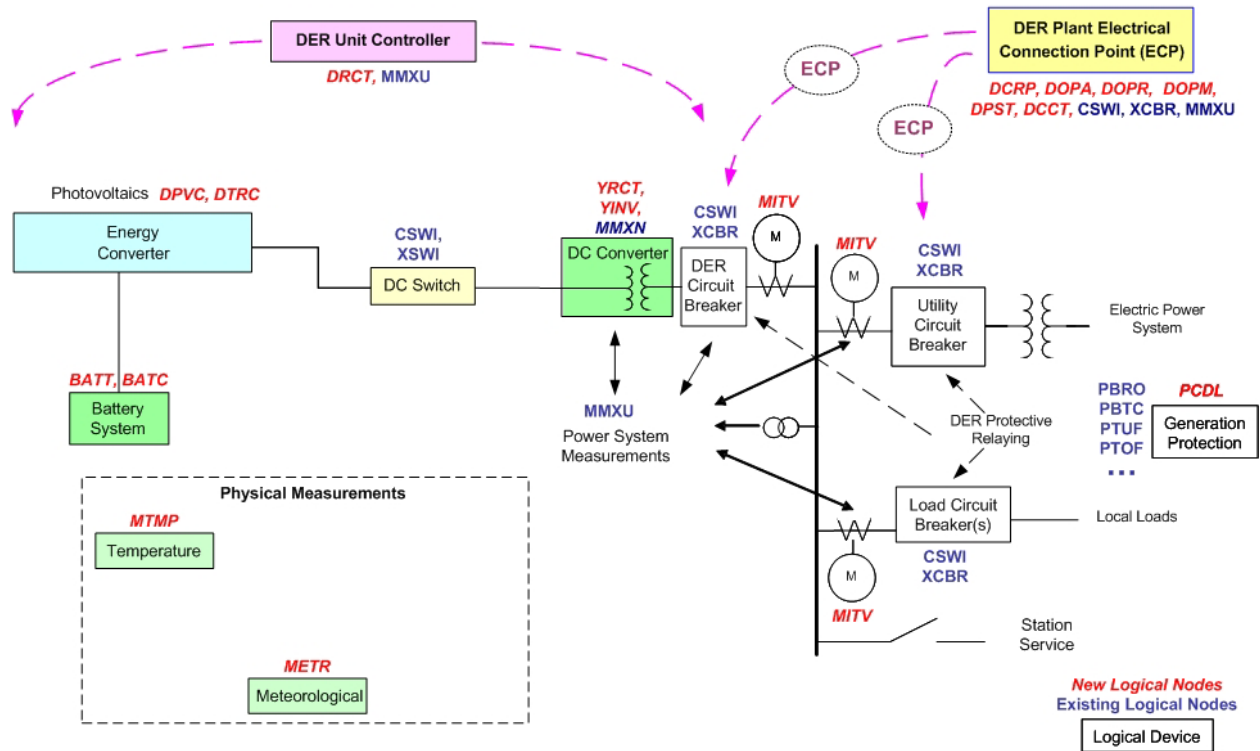 DER Unit Controller
DRCT, MMXU
ECP
ECP
DER Plant Electrical
Connection Point (ECP)
DCRP, DOPA, DOPR, DOPM,
DPST, DCCT, CSWI, XCBR, MMXU
Photovoltaics DPVC, DTRC
Energy
Converter
CSWI,
XSWI
DC Switch
YRCT,
YINV,
MMXN
DC Converter
CSWI
XCBR
DER
Circuit
Breaker
MITV
M
MITV
M
CSWI
XCBR
Utility
Circuit
Breaker
Electric Power
System
BATT, BATC
Battery
System
MMXU
Power System
Measurements
DER Protective
Relaying
PBRO
PBTC
PTUF
PTOF
...
PCDL
Generation
Protection
Load Circuit
Breaker(s)
CSWI
XCBR
Local Loads
M
MITV
Station
Service
Physical Measurements
MTMP
Temperature
METR
Meteorological
New Logical Nodes
Existing Logical Nodes
Logical Device